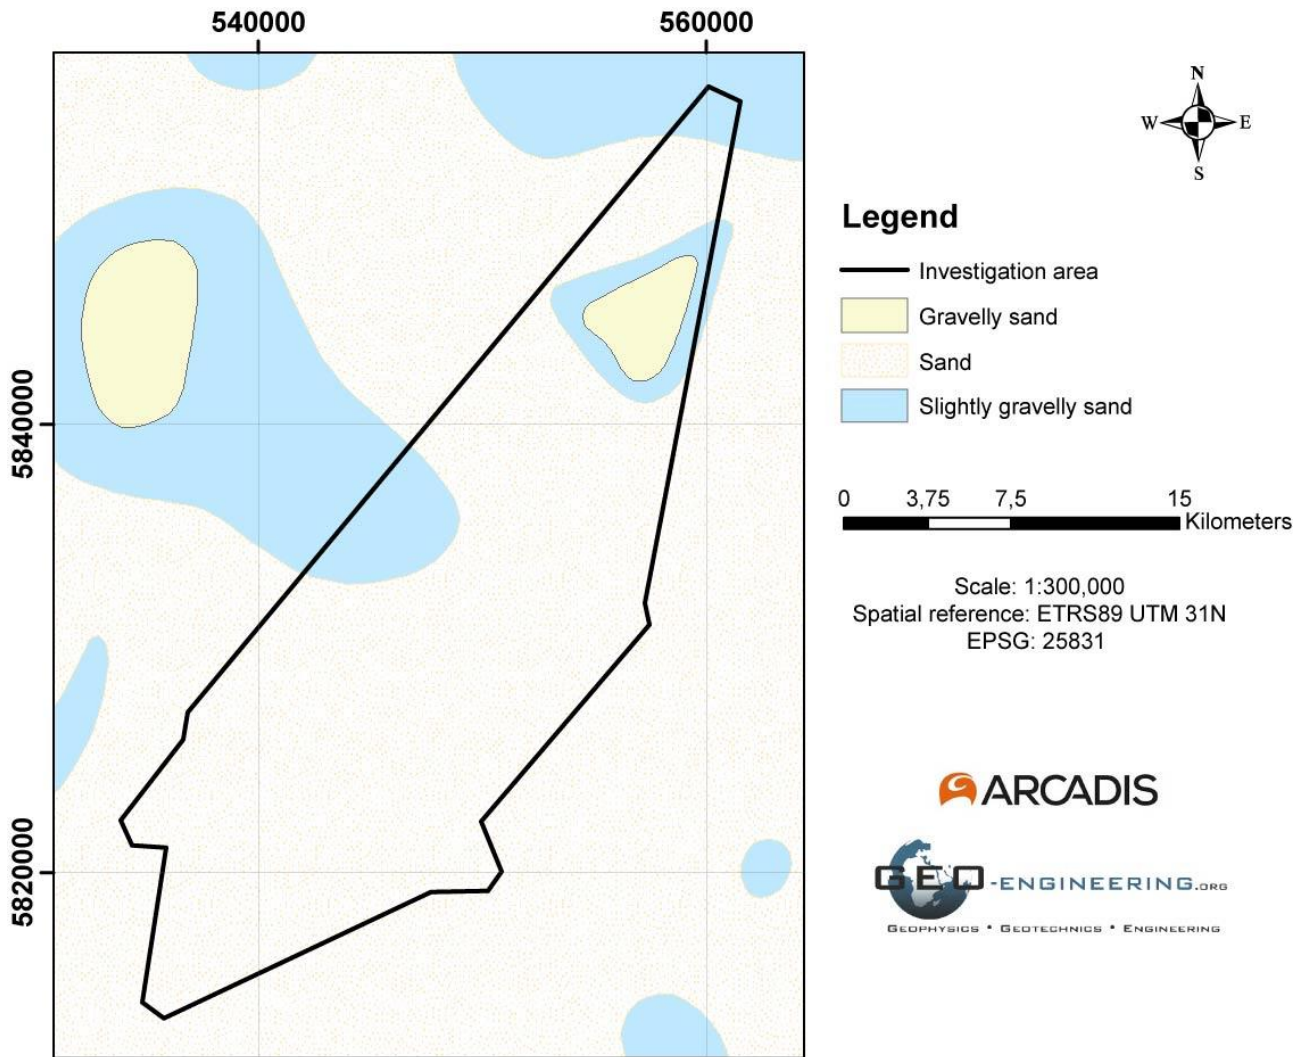 540000
560000
5840000
5820000
N
W
E
S
Legend
Investigation area
Gravelly sand
Sand
Slightly gravelly sand
0 3,75 7,5 15
Kilometers
Scale: 1:300,000
Spatial reference: ETRS89 UTM 31N
EPSG: 25831
ARCADIS
GEO-ENGINEERING.ORG
GEOPHYSICS • GEOTECHNICS • ENGINEERING